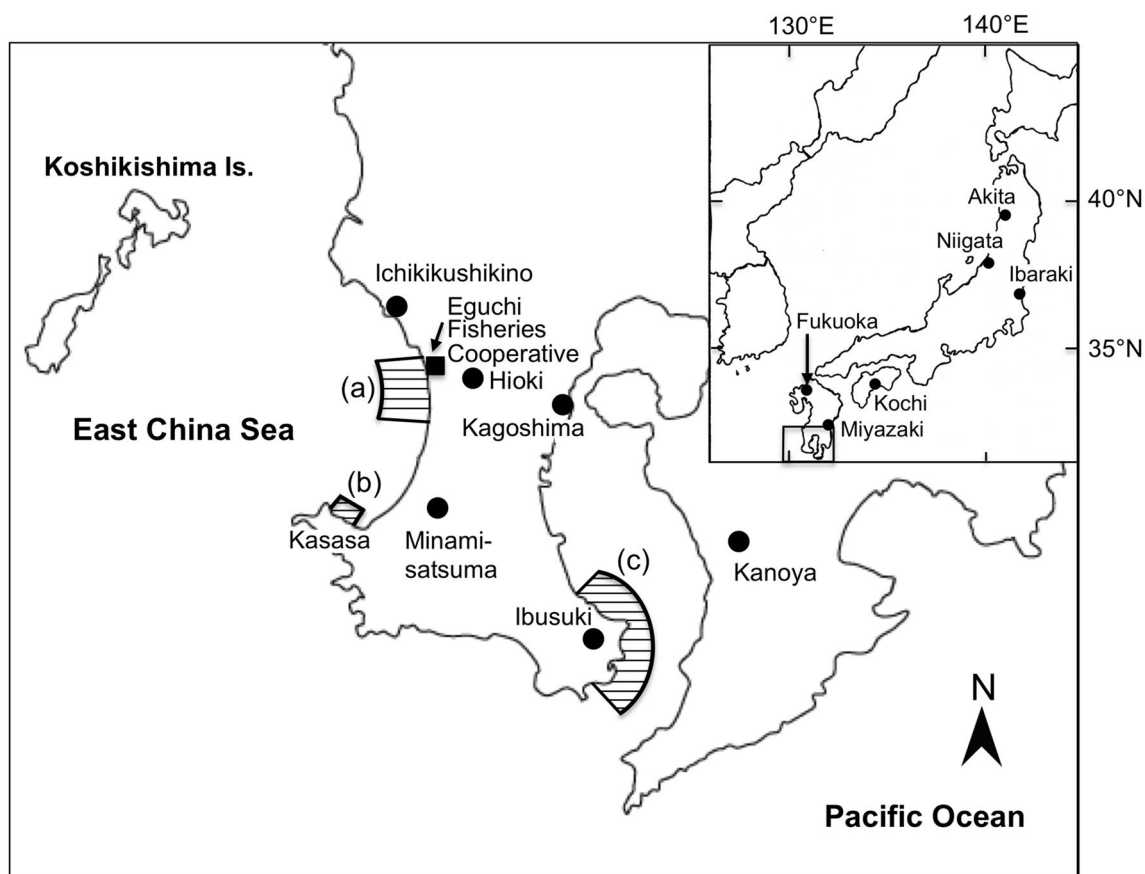 130°E
140°E
Koshikishima Is.
40°N
Akita
Niigata
Ibaraki
Ichikikushikino
Eguchi
Fisheries
Cooperative
Fukuoka
35°N
(a)
Hioki
Kochi
East China Sea
Kagoshima
Miyazaki
(b)
Kasasa
Minami-
satsuma
(c)
Kanoya
Ibusuki
N
Pacific Ocean